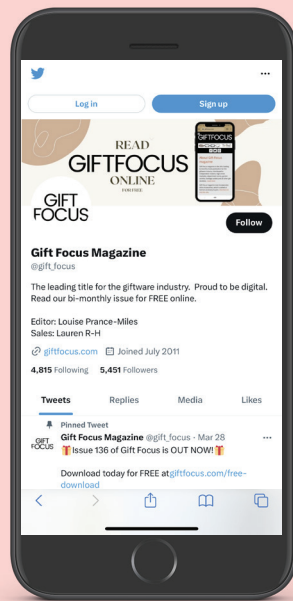 Log in
Sign up
READ
GIFTFOCUS
ONLINE
FOR FREE
GIFT
FOCUS
Follow
Gift Focus Magazine
@gift_focus
The leading title for the giftware industry. Proud to be digital.
Read our bi-monthly issue for FREE online.
Editor: Louise Prance-Miles
Sales: Lauren R-H
giftfocus.com Joined July 2011
4,815 Following 5,451 Followers
Tweets Replies Media Likes
Pinned Tweet
GIFT
FOCUS
Gift Focus Magazine @gift_focus · Mar 28
🎁Issue 136 of Gift Focus is OUT NOW!🎁
Download today for FREE atgiftfocus.com/free-
download